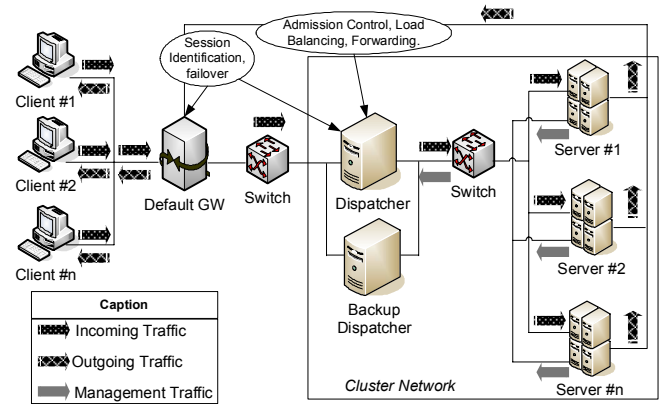 Admission Control, Load
Balancing, Forwarding.
Session
Identification,
failover
Client #1
Client #2
Client #n
Default GW
Switch
Dispatcher
Switch
Server #1
Server #2
Server #n
Backup
Dispatcher
Caption
Incoming Traffic
Outgoing Traffic
Management Traffic
Cluster Network